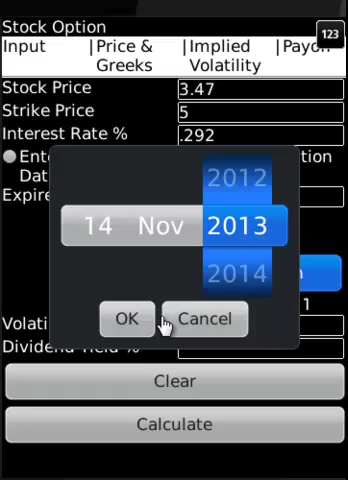 Stock Option
123
Input |Price & Greeks |Implied Volatility |Payo
Stock Price 3.47
Strike Price 5
Interest Rate % .292
Ente tion
Dat
Expire
2012
14 Nov 2013
2014
1
OK Cancel
Volati
Dividend Yield %
Clear
Calculate